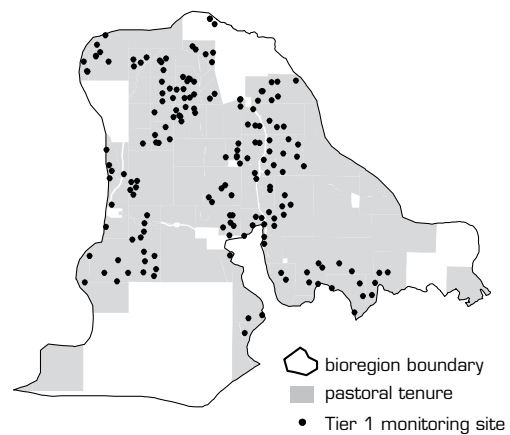 bioregion boundary
pastoral tenure
Tier 1 monitoring site